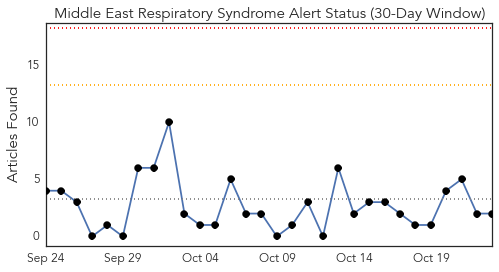 Middle East Respiratory Syndrome Alert Status (30-Day Window)
Articles Found
15
10
5
0
Sep 24 Sep 29 Oct 04 Oct 09 Oct 14 Oct 19